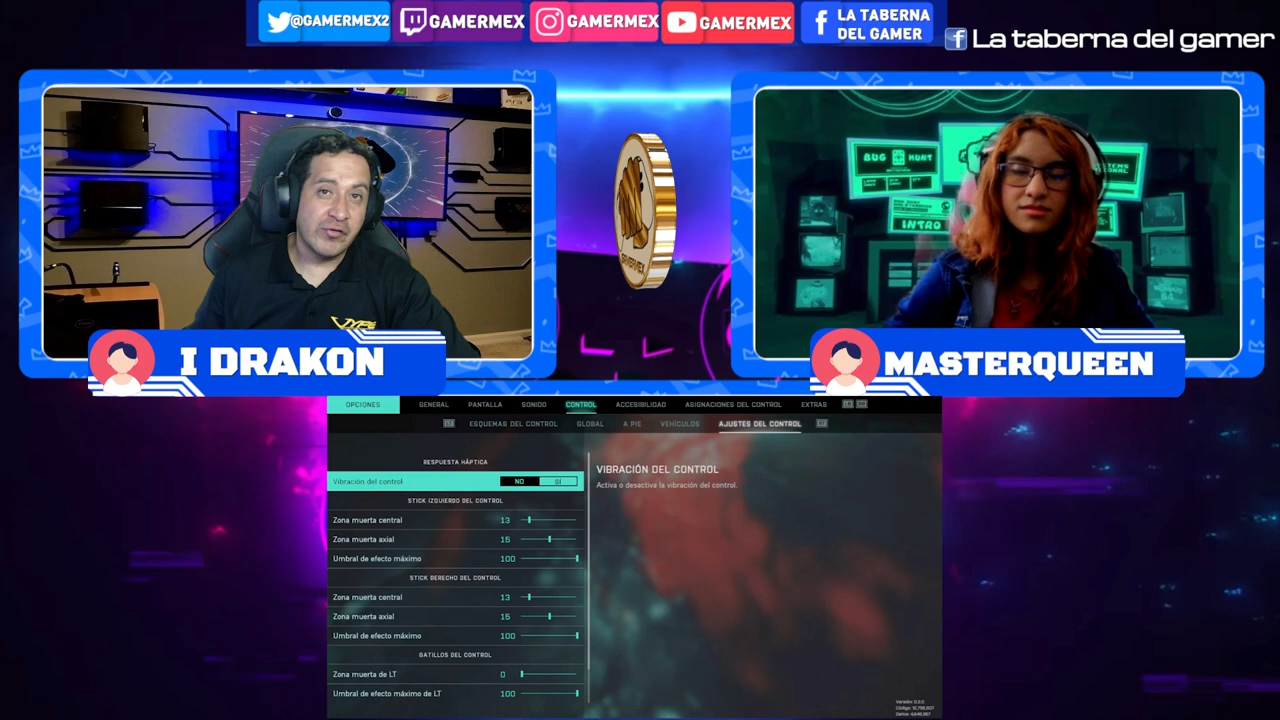 @GAMERMEX2
GAMERMEX
GAMERMEX
GAMERMEX
LA TABERNA
DEL GAMER
La taberna del gamer
BUG HUNT
INTRO
GAMERMEX
I DRAKON
MASTERQUEEN
OPCIONES GENERAL PANTALLA SONIDO CONTROL ACCESIBILIDAD ASIGNACIONES DEL CONTROL EXTRAS
ESQUEMAS DEL CONTROL GLOBAL A PIE VEHÍCULOS AJUSTES DEL CONTROL
RESPUESTA HÁPTICA
Vibración del control NO SÍ
STICK IZQUIERDO DEL CONTROL
Zona muerta central 13
Zona muerta axial 15
Umbral de efecto máximo 100
STICK DERECHO DEL CONTROL
Zona muerta central 13
Zona muerta axial 15
Umbral de efecto máximo 100
GATILLOS DEL CONTROL
Zona muerta de LT 0
Umbral de efecto máximo de LT 100
VIBRACIÓN DEL CONTROL
Activa o desactiva la vibración del control.